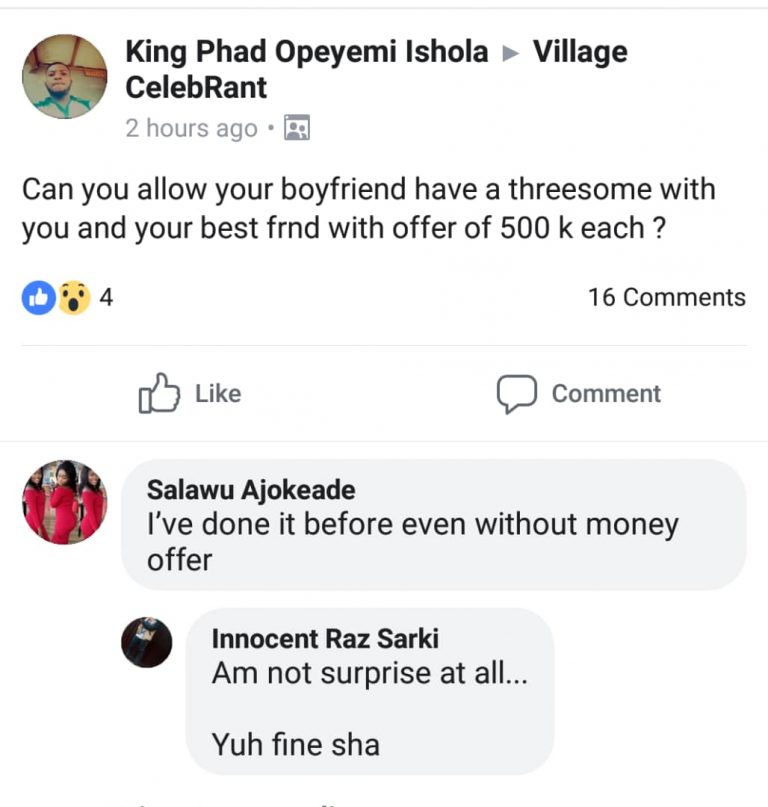 King Phad Opeyemi Ishola ▸ Village
CelebRant
2 hours ago •
Can you allow your boyfriend have a threesome with
you and your best frnd with offer of 500 k each ?
4
16 Comments
Like
Comment
Salawu Ajokeade
I've done it before even without money
offer
Innocent Raz Sarki
Am not surprise at all...
Yuh fine sha